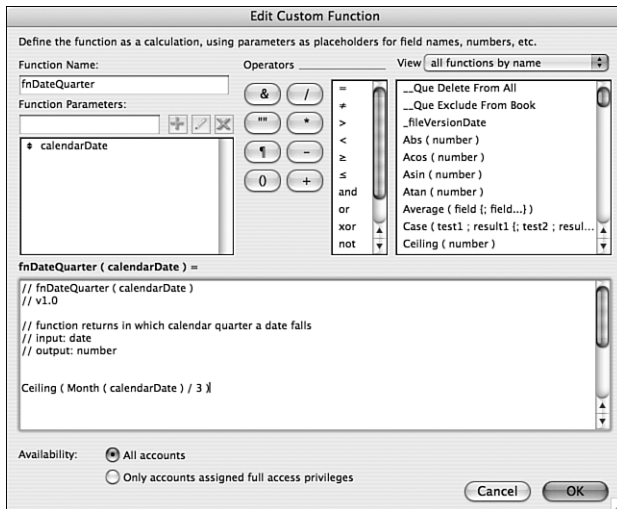 Edit Custom Function
Define the function as a calculation, using parameters as placeholders for field names, numbers, etc.
Function Name:
fnDateQuarter
Function Parameters:
calendarDate
Operators
& /
"" *
¶ -
() +
=
≠
>
<
≥
≤
and
or
xor
not
View all functions by name
__Que Delete From All
__Que Exclude From Book
_fileVersionDate
Abs ( number )
Acos ( number )
Asin ( number )
Atan ( number )
Average ( field {; field...} )
Case ( test1 ; result1 {; test2 ; resul...
Ceiling ( number )
fnDateQuarter ( calendarDate ) =
// fnDateQuarter ( calendarDate )
// v1.0
// function returns in which calendar quarter a date falls
// input: date
// output: number
Ceiling ( Month ( calendarDate ) / 3 )
Availability:
All accounts
Only accounts assigned full access privileges
Cancel
OK